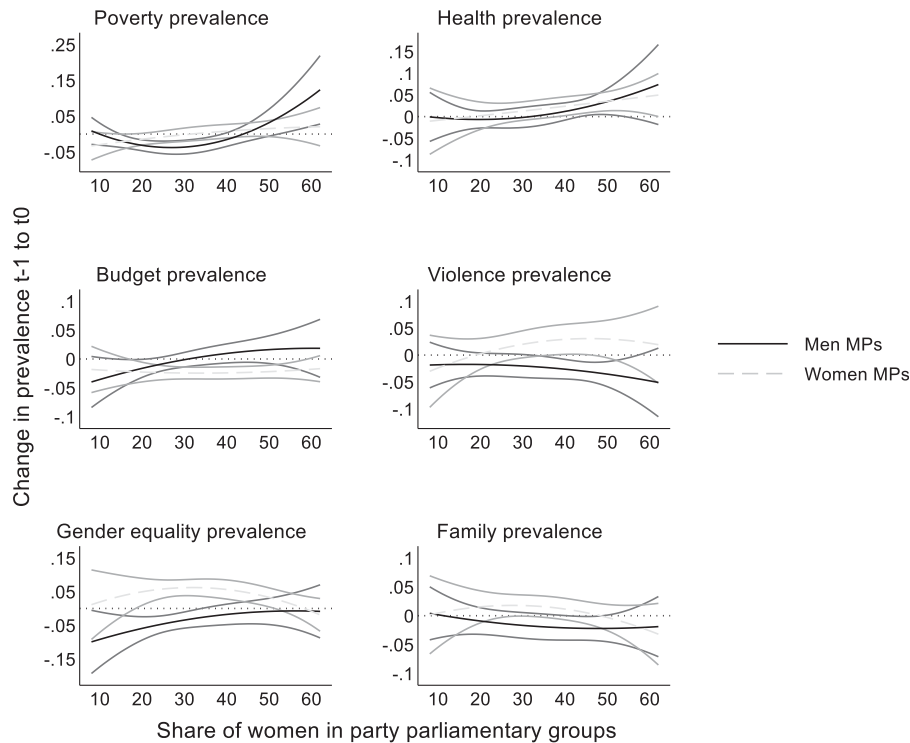 Poverty prevalence
.25
.15
.05
-.05
10 20 30 40 50 60
Health prevalence
.15
.1
.05
0
-.05
-.1
10 20 30 40 50 60
Change in prevalence t-1 to t0
Budget prevalence
.1
.05
0
-.05
-.1
10 20 30 40 50 60
Violence prevalence
.1
.05
0
-.05
-.1
10 20 30 40 50 60
Men MPs
Women MPs
Gender equality prevalence
.15
.05
-.05
-.15
10 20 30 40 50 60
Family prevalence
.1
.05
0
-.05
-.1
10 20 30 40 50 60
Share of women in party parliamentary groups